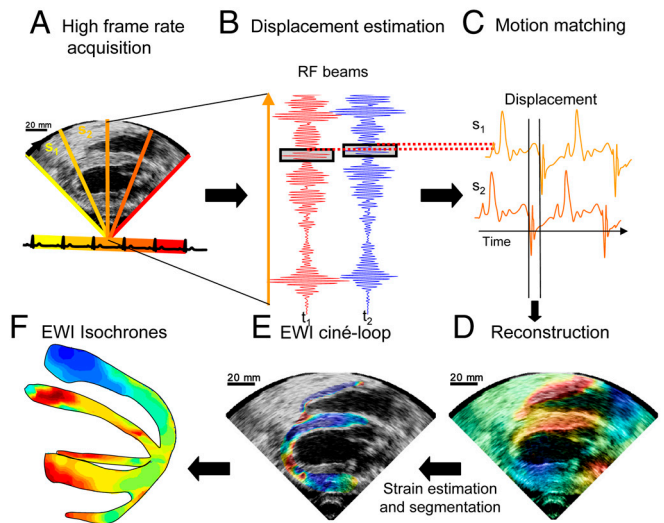 A High frame rate
acquisition
20 mm
s1
s2
B Displacement estimation
RF beams
t1
t2
C Motion matching
Displacement
s1
s2
Time
F EWI Isochrones
E EWI ciné-loop
20 mm
D Reconstruction
20 mm
Strain estimation
and segmentation